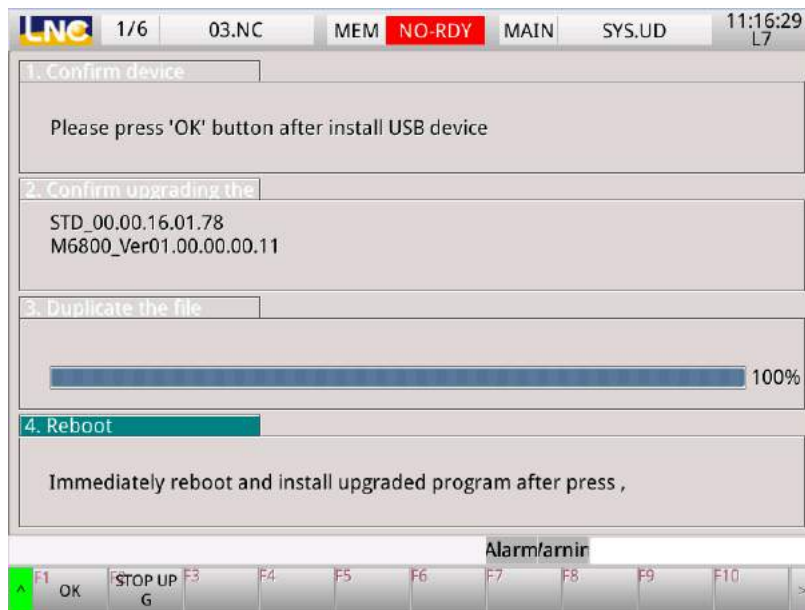 LNC 1/6 03.NC MEM NO-RDY MAIN SYS.UD 11:16:29
L7
1. Confirm device
Please press 'OK' button after install USB device
2. Confirm upgrading the
STD_00.00.16.01.78
M6800_Ver01.00.00.00.11
3. Duplicate the file
100%
4. Reboot
Immediately reboot and install upgraded program after press ,
Alarm/arnin
^ F1 OK STOP UP F3 F4 F5 F6 F7 F8 F9 F10 >
G